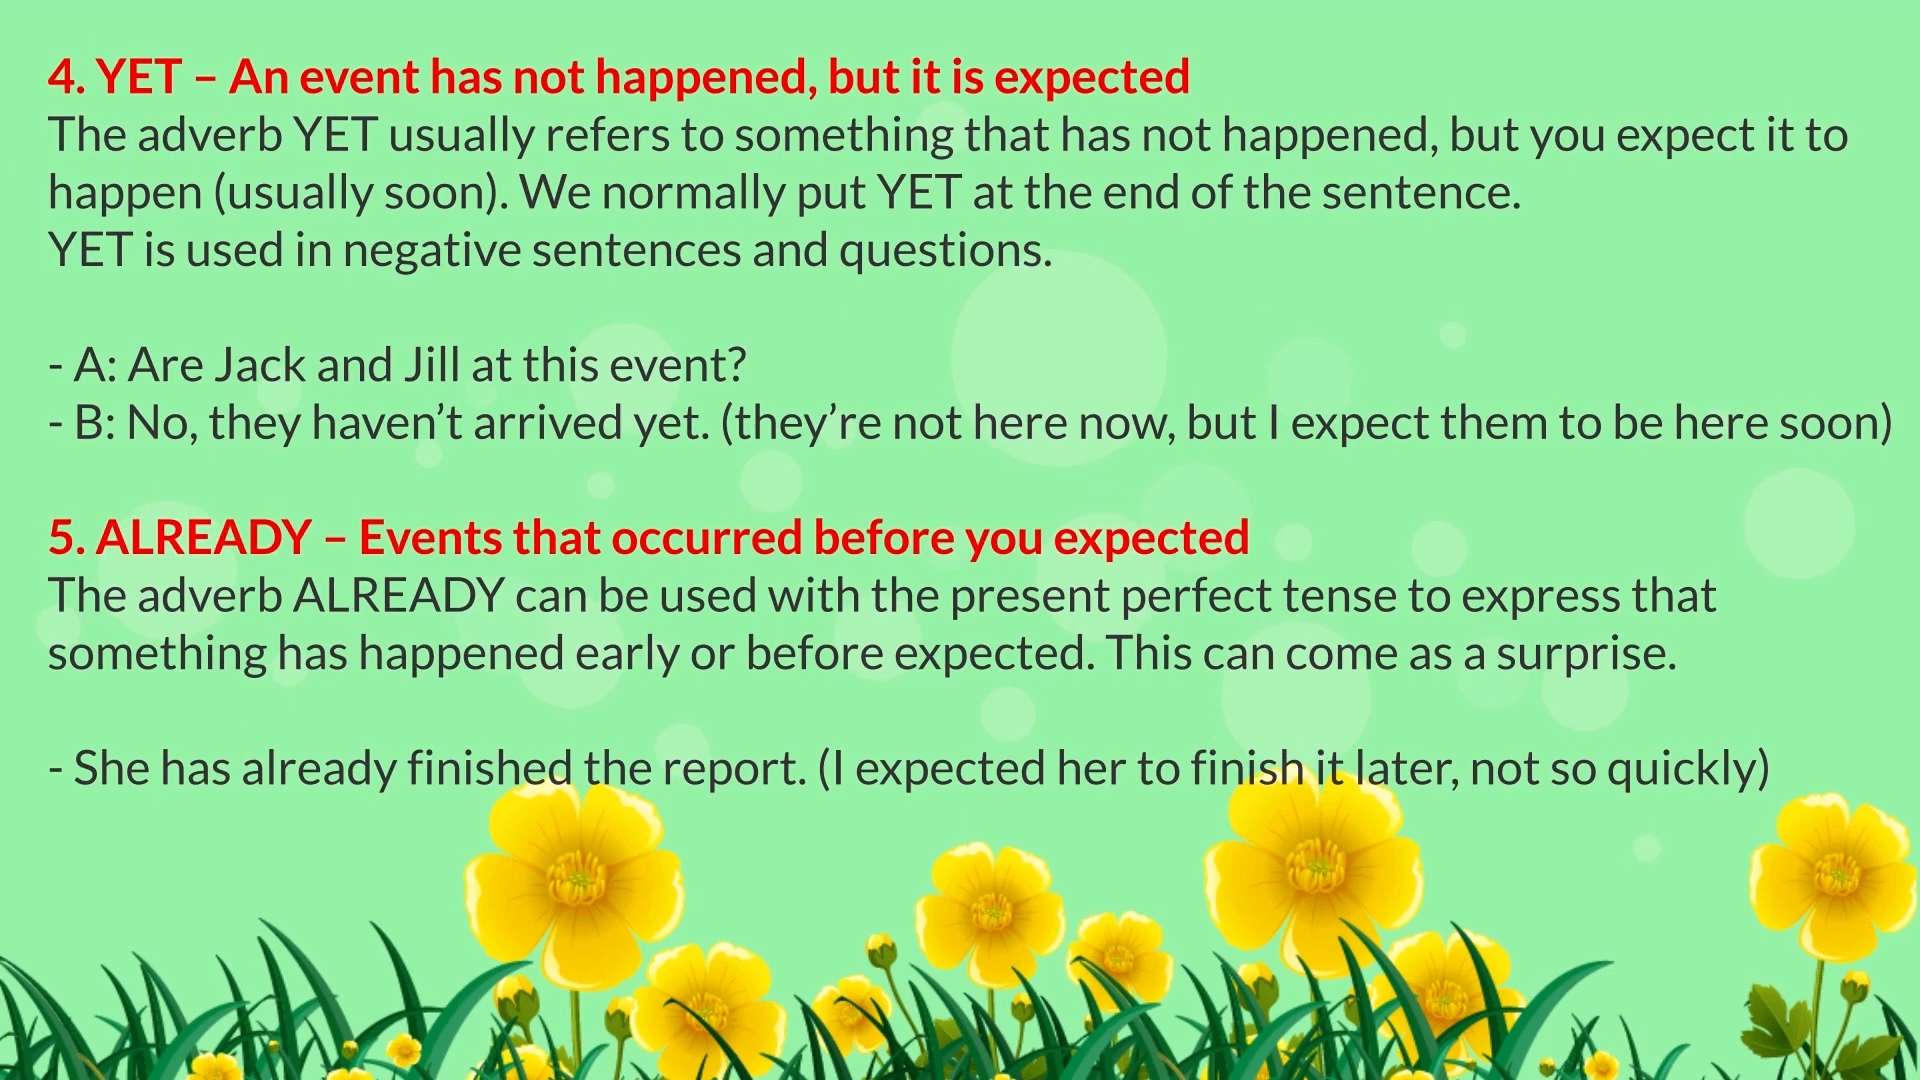 4. YET – An event has not happened, but it is expected
The adverb YET usually refers to something that has not happened, but you expect it to
happen (usually soon). We normally put YET at the end of the sentence.
YET is used in negative sentences and questions.
- A: Are Jack and Jill at this event?
- B: No, they haven’t arrived yet. (they’re not here now, but I expect them to be here soon)
5. ALREADY – Events that occurred before you expected
The adverb ALREADY can be used with the present perfect tense to express that
something has happened early or before expected. This can come as a surprise.
- She has already finished the report. (I expected her to finish it later, not so quickly)